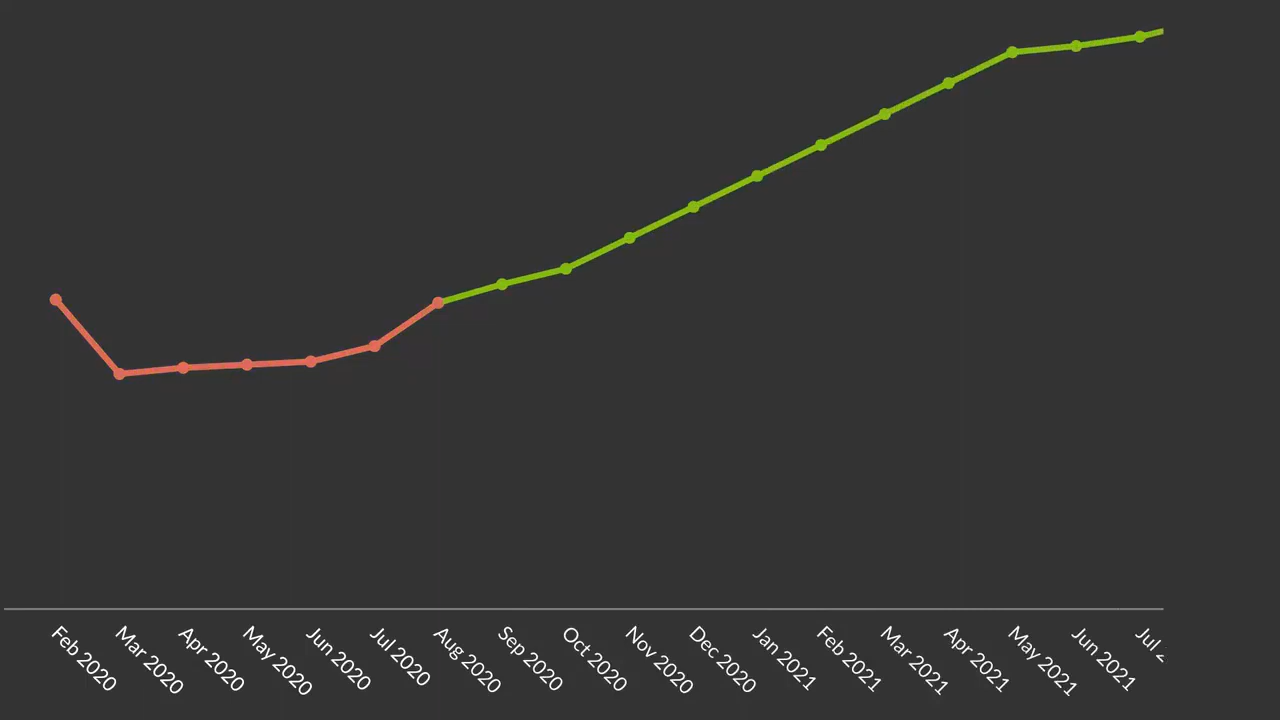 Feb 2020
Mar 2020
Apr 2020
May 2020
Jun 2020
Jul 2020
Aug 2020
Sep 2020
Oct 2020
Nov 2020
Dec 2020
Jan 2021
Feb 2021
Mar 2021
Apr 2021
May 2021
Jun 2021
Jul